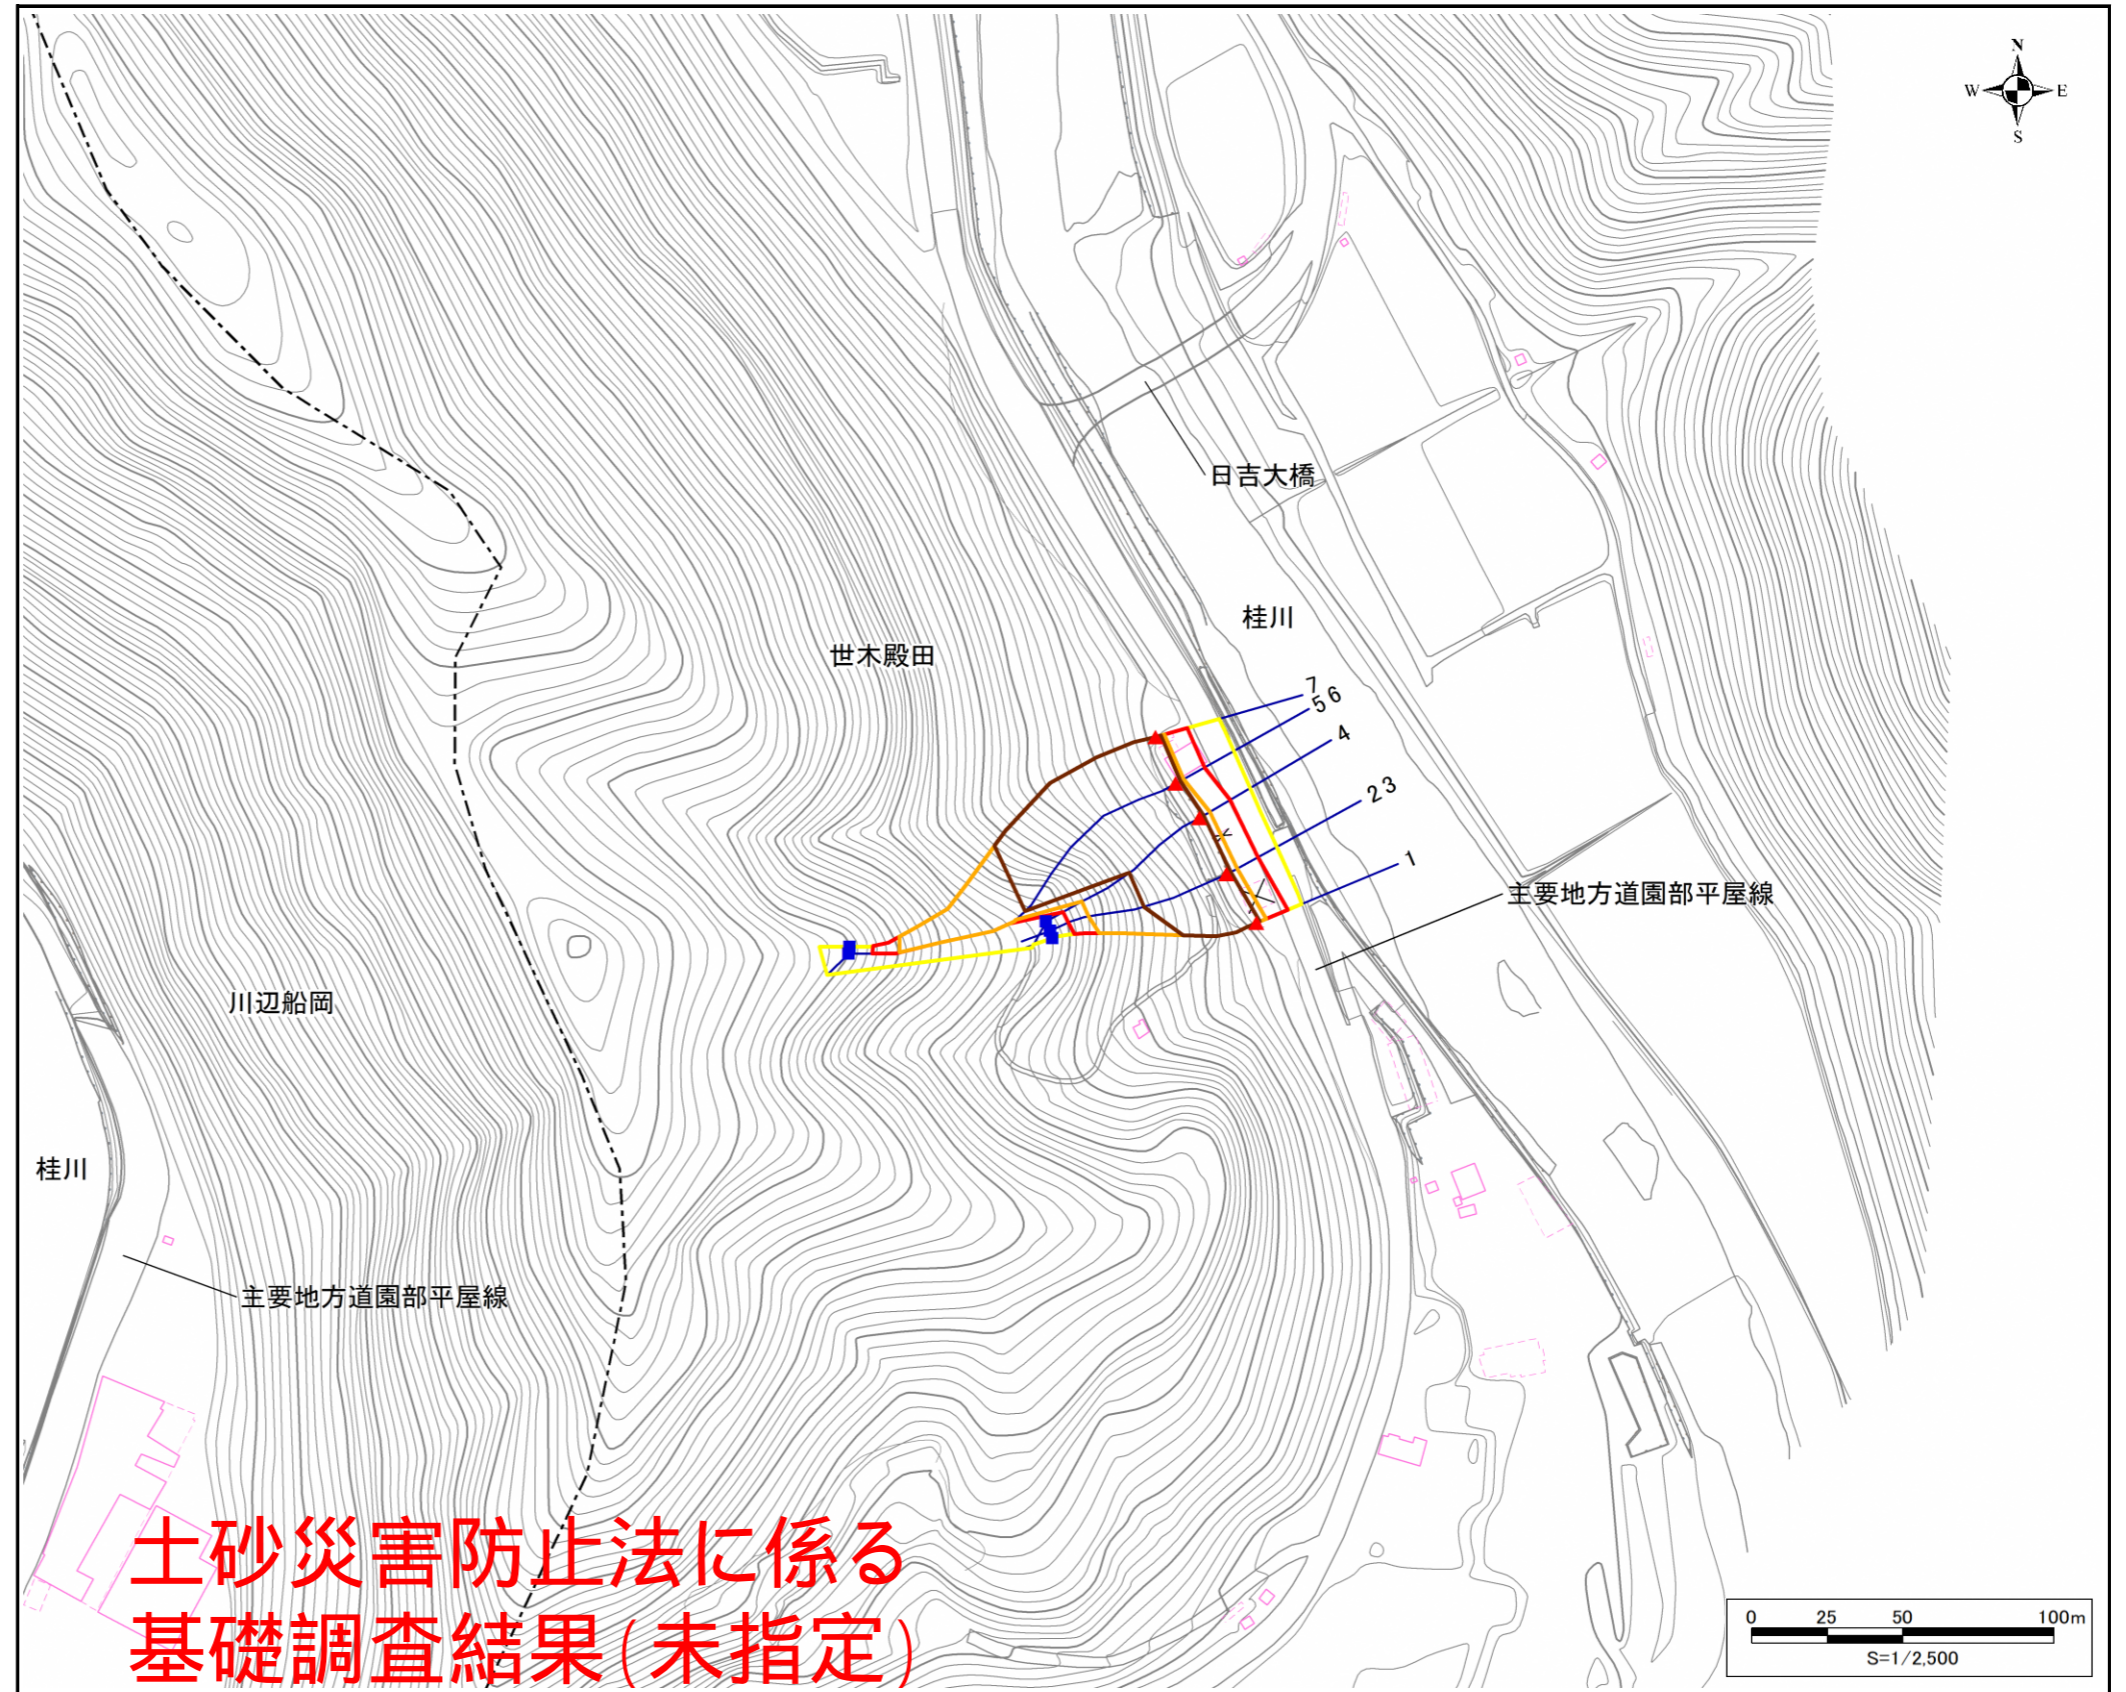 N
W E
S
日吉大橋
桂川
世木殿田
7
5 6
4
2 3
1
主要地方道園部平屋線
川辺船岡
桂川
主要地方道園部平屋線
土砂災害防止法に係る
基礎調査結果(未指定)
0 25 50 100m
S=1/2,500